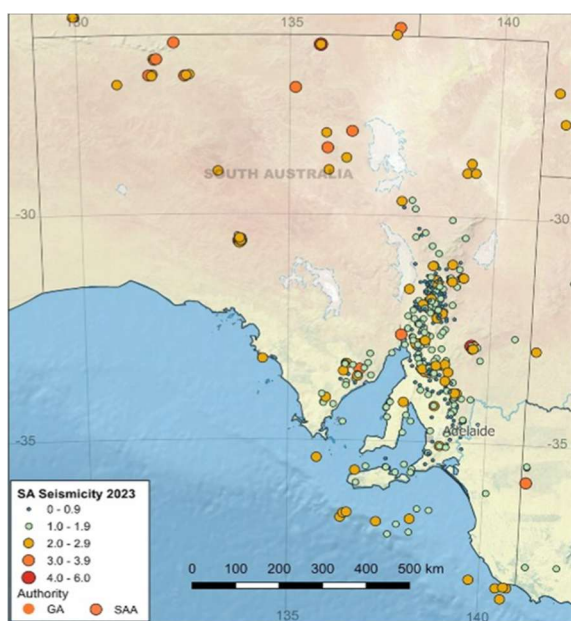 130 135 140
SOUTH AUSTRALIA
-30
-35
Adelaide
SA Seismicity 2023
0 - 0.9
1.0 - 1.9
2.0 - 2.9
3.0 - 3.9
4.0 - 6.0
Authority
GA SAA
0 100 200 300 400 500 km
135 140